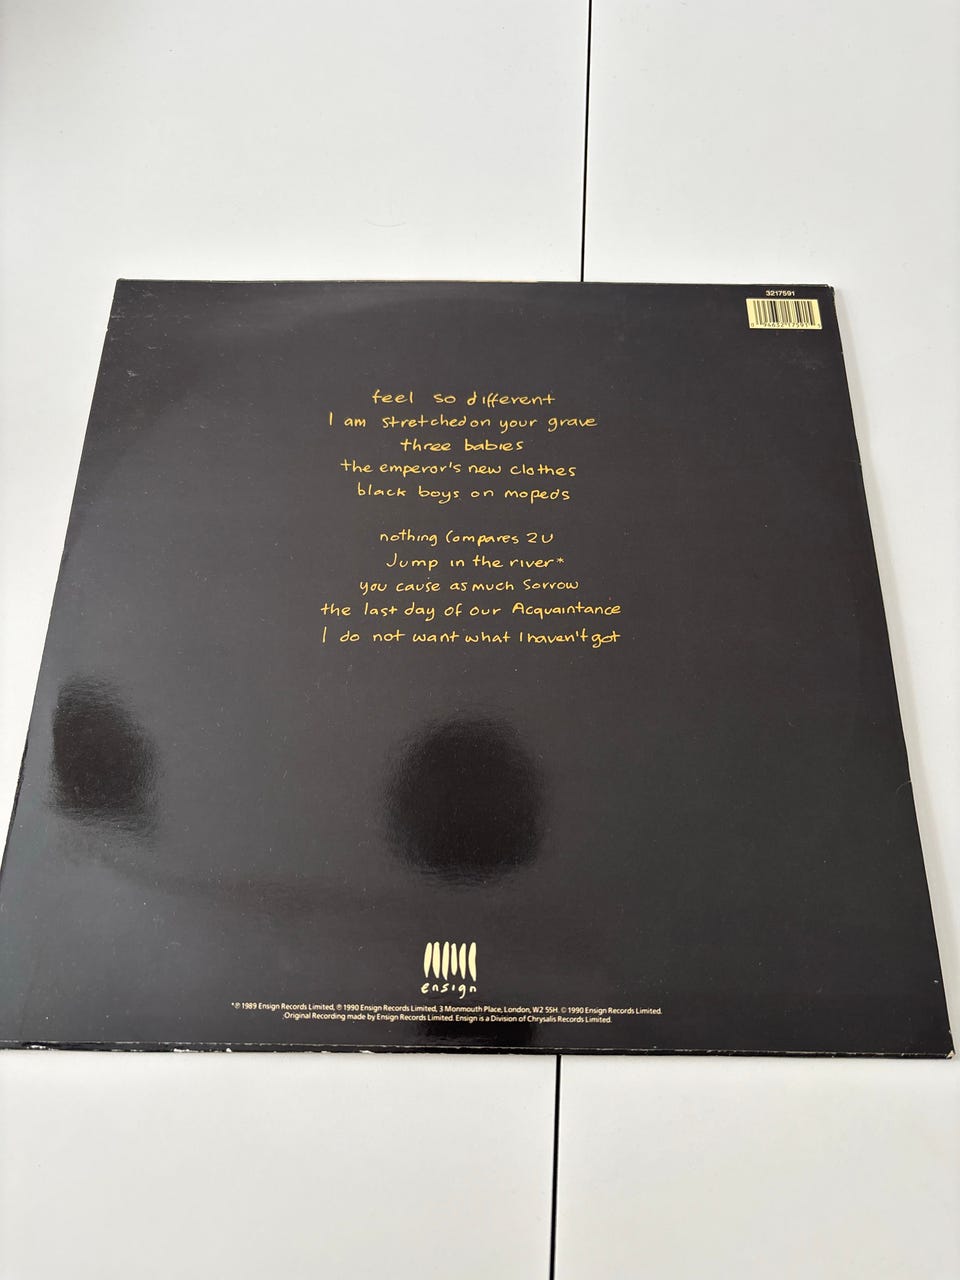 3217591
feel so different
I am stretched on your grave
three babies
the emperor's new clothes
black boys on mopeds
nothing Compares 2U
Jump in the river*
you cause as much Sorrow
the last day of our Acquaintance
I do not want what I haven't got
ensign
*℗ 1989 Ensign Records Limited, ℗ 1990 Ensign Records Limited, 3 Monmouth Place, London, W2 5SH. © 1990 Ensign Records Limited.
Original Recording made by Ensign Records Limited. Ensign is a Division of Chrysalis Records Limited.